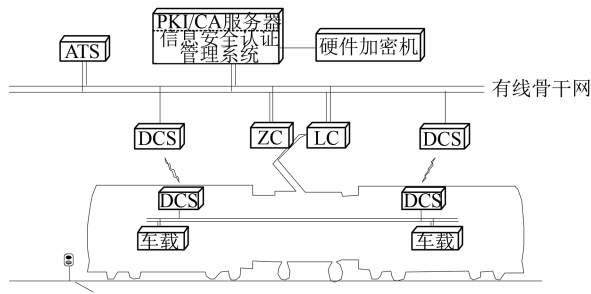 PKI/CA服务器
信息安全认证
管理系统
ATS
硬件加密机
有线骨干网
DCS
ZC
LC
DCS
DCS
DCS
车载
车载